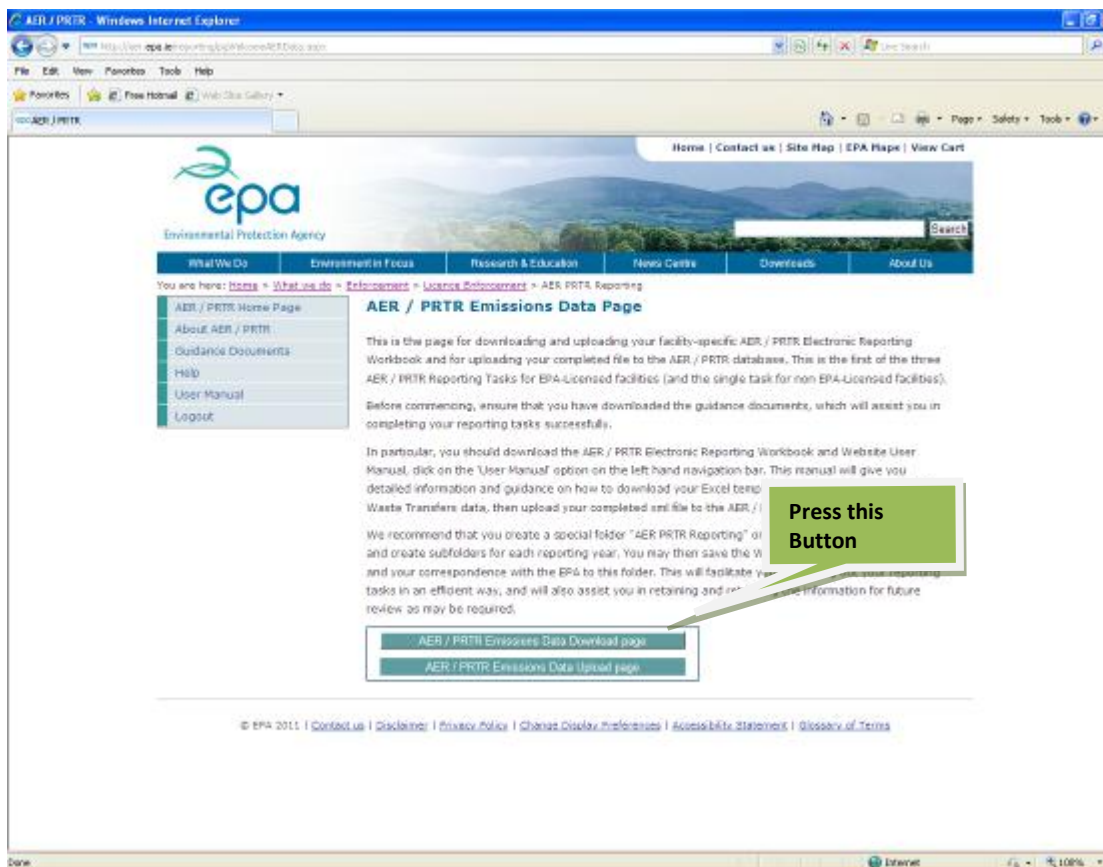 AER / PRTR - Windows Internet Explorer
File Edit View Favorites Tools Help
Favorites Free Hotmail Web Slice Gallery
AER / PRTR
Page Safety Tools
Home | Contact us | Site Map | EPA Maps | View Cart
epa
Environmental Protection Agency
Search
What We Do Environment in Focus Research & Education News Centre Downloads About Us
You are here: Home > What we do > Enforcement > Licence Enforcement > AER PRTR Reporting
AER / PRTR Home Page
About AER / PRTR
Guidance Documents
Help
User Manual
Logout
AER / PRTR Emissions Data Page
This is the page for downloading and uploading your facility-specific AER / PRTR Electronic Reporting
Workbook and for uploading your completed file to the AER / PRTR database. This is the first of the three
AER / PRTR Reporting Tasks for EPA-Licensed facilities (and the single task for non EPA-Licensed facilities).
Before commencing, ensure that you have downloaded the guidance documents, which will assist you in
completing your reporting tasks successfully.
In particular, you should download the AER / PRTR Electronic Reporting Workbook and Website User
Manual, click on the 'User Manual' option on the left hand navigation bar. This manual will give you
detailed information and guidance on how to download your Excel temp
Waste Transfers data, then upload your completed xml file to the AER /
We recommend that you create a special folder "AER PRTR Reporting" or
and create subfolders for each reporting year. You may then save the W
and your correspondence with the EPA to this folder. This will facilitate y your reporting
tasks in an efficient way, and will also assist you in retaining and the information for future
review as may be required.
Press this
Button
AER / PRTR Emissions Data Download page
AER / PRTR Emissions Data Upload page
© EPA 2011 | Contact us | Disclaimer | Privacy Policy | Change Display Preferences | Accessibility Statement | Glossary of Terms
Done Internet 100%